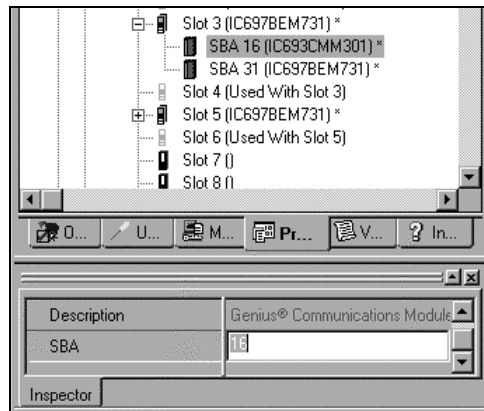 Slot 3 (IC697BEM731) *
SBA 16 (IC693CMM301) *
SBA 31 (IC697BEM731) *
Slot 4 (Used With Slot 3)
Slot 5 (IC697BEM731) *
Slot 6 (Used With Slot 5)
Slot 7 ()
Slot 8 ()
O... U... M... Pr... V... In...
Description Genius® Communications Module
SBA 16
Inspector